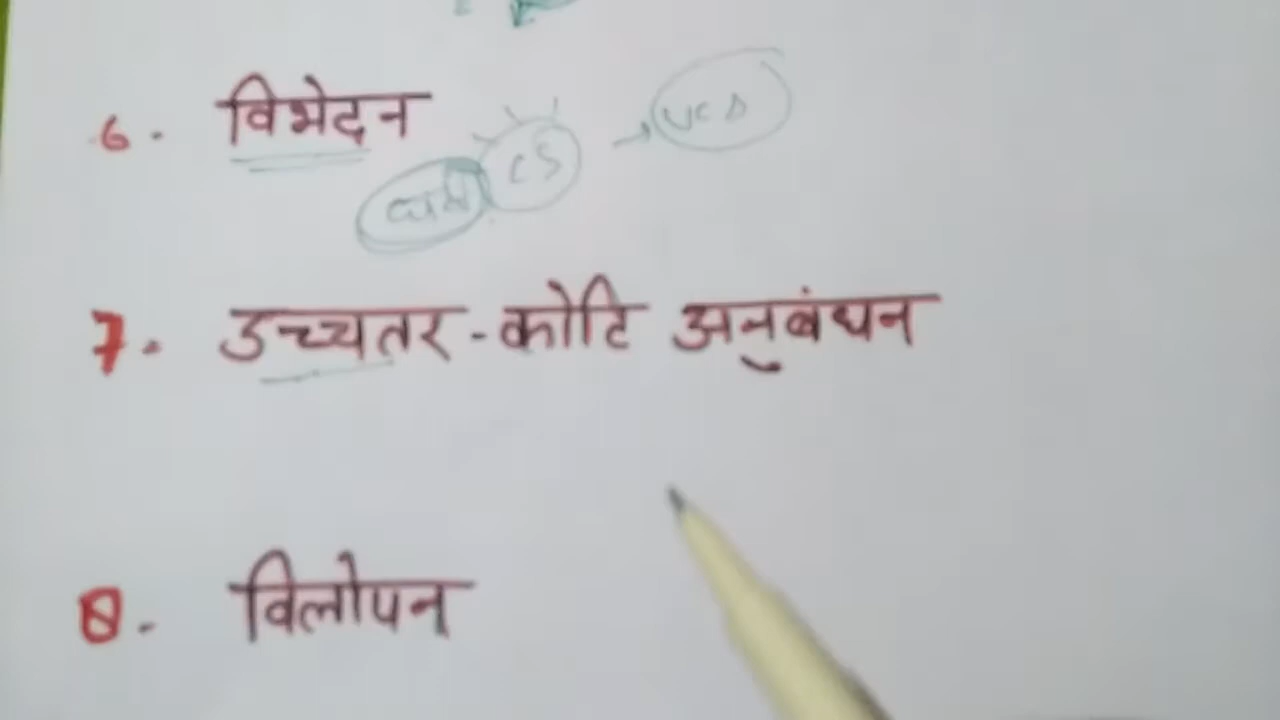 6. विभेदन
CS → UCS
7. उच्चतर-कोटि अनुबंधन
8. विलोपन